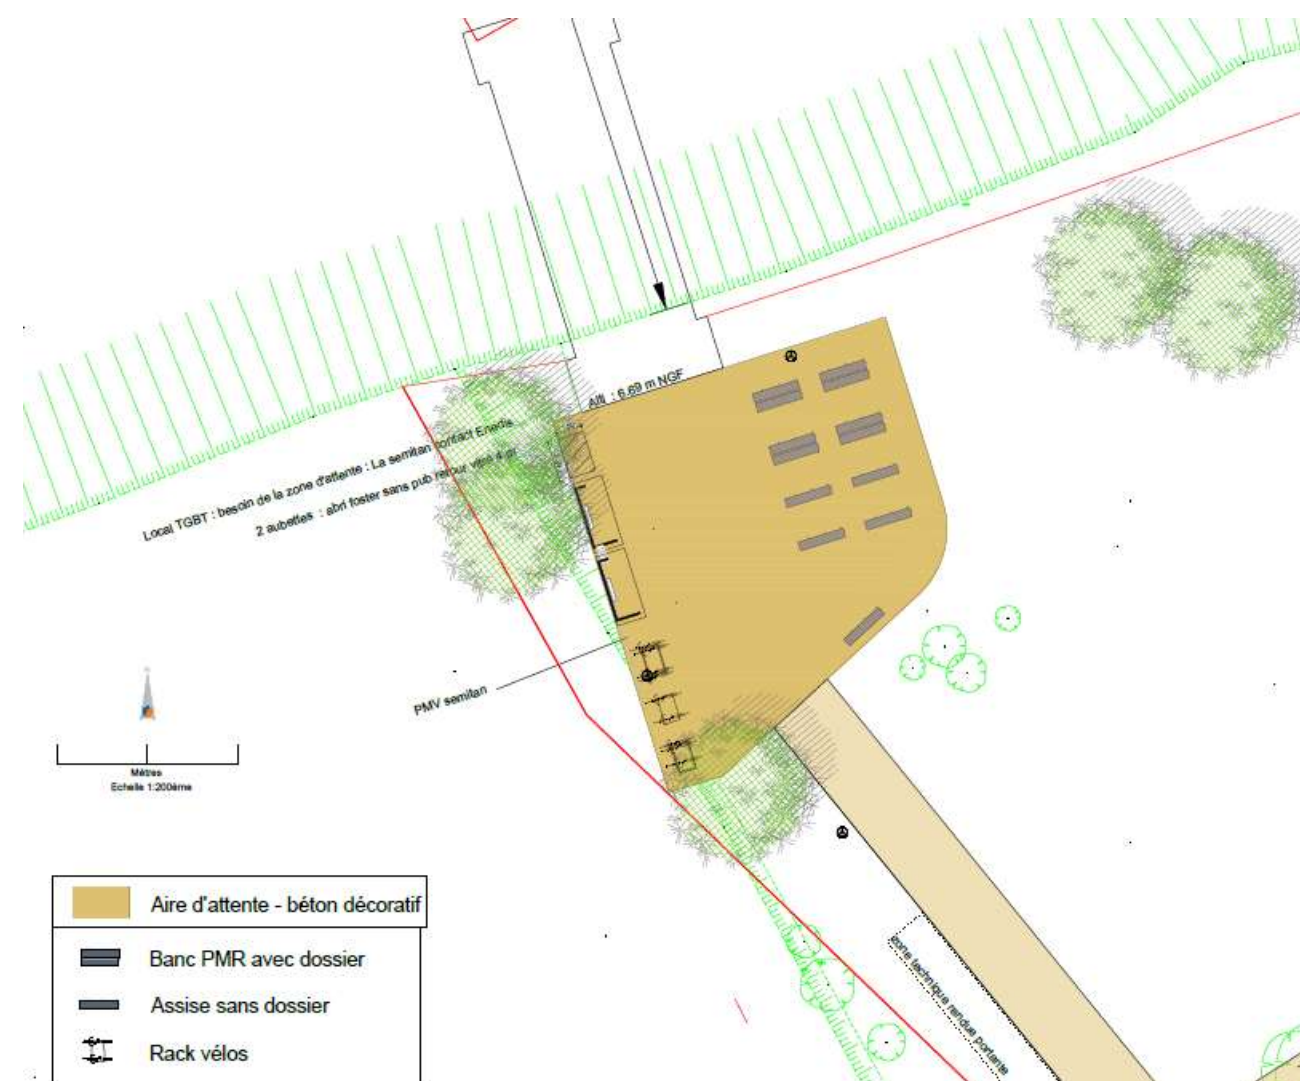 Alti : 6.69 m NGF
Local TGBT : besoin de la zone d'attente : La semitan contact Enedis
2 aubettes : abri foster sans pub retour vitré 4 pr
PMV semitan
Mètres
Echelle 1:200ème
zone technique rendue portante
Aire d'attente - béton décoratif
Banc PMR avec dossier
Assise sans dossier
Rack vélos